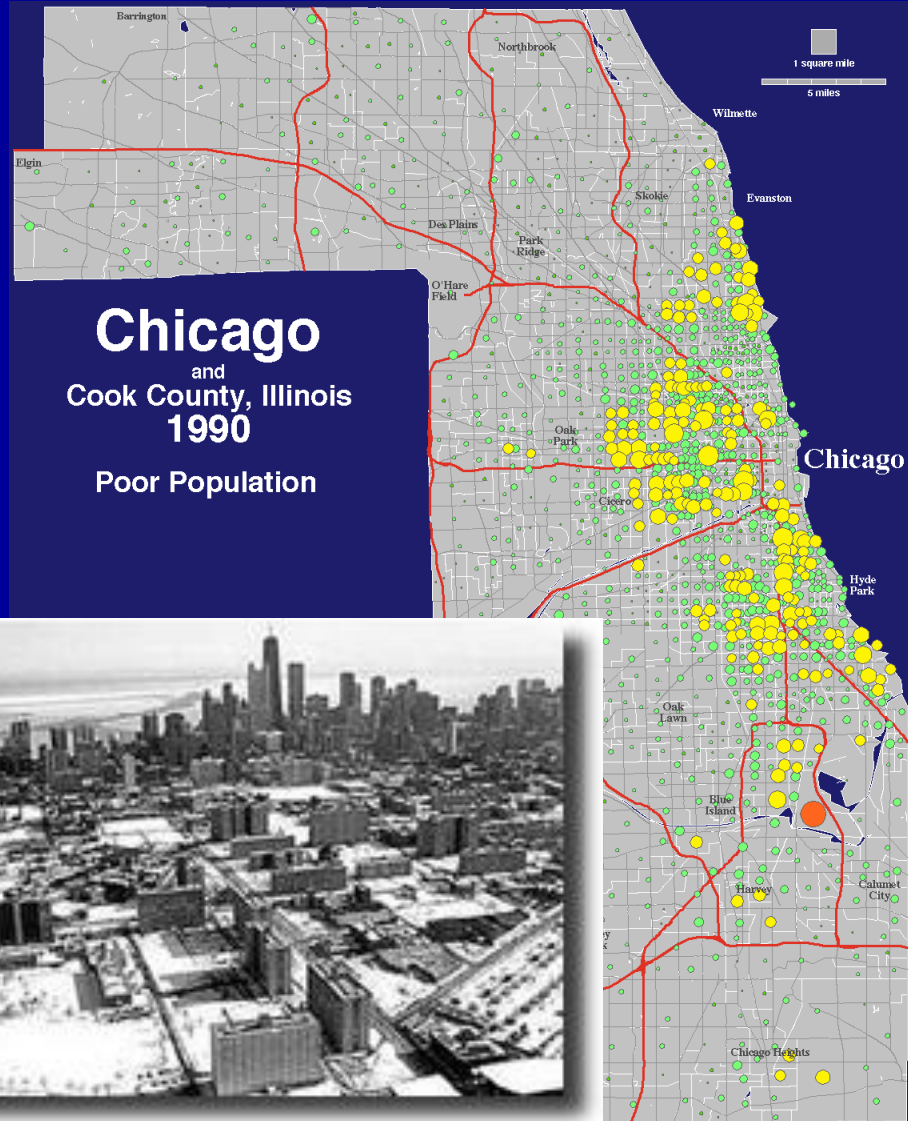 Barrington
Northbrook
1 square mile
5 miles
Wilmette
Elgin
Skokie
Evanston
Des Plains
Park
Ridge
O'Hare
Field
Chicago
and
Cook County, Illinois
1990
Poor Population
Oak
Park
Chicago
Cicero
Hyde
Park
Oak
Lawn
Blue
Island
Harvey
Calumet
City
ey
k
Chicago Heights